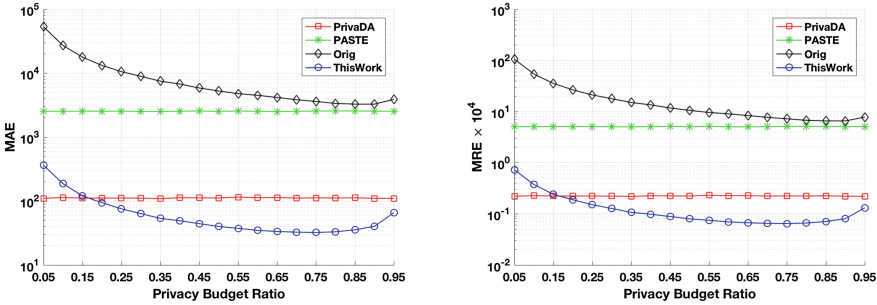 10^5
10^4
10^3
10^2
10^1
MAE
PrivaDA
PASTE
Orig
ThisWork
0.05 0.15 0.25 0.35 0.45 0.55 0.65 0.75 0.85 0.95
Privacy Budget Ratio
10^3
10^2
10^1
10^0
10^-1
10^-2
MRE × 10^4
PrivaDA
PASTE
Orig
ThisWork
0.05 0.15 0.25 0.35 0.45 0.55 0.65 0.75 0.85 0.95
Privacy Budget Ratio